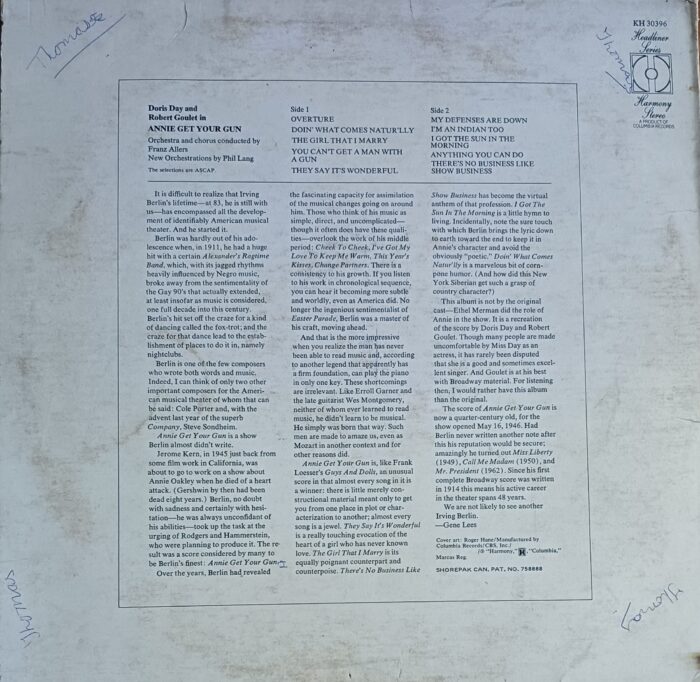 Thomas
Thomas
KH 30396
Headliner
Series
Harmony
Stereo
A PRODUCT OF
COLUMBIA RECORDS
Doris Day and
Robert Goulet in
ANNIE GET YOUR GUN
Orchestra and chorus conducted by
Franz Allers
New Orchestrations by Phil Lang
The selections are ASCAP
Side 1
OVERTURE
DOIN' WHAT COMES NATUR'LLY
THE GIRL THAT I MARRY
YOU CAN'T GET A MAN WITH
A GUN
THEY SAY IT'S WONDERFUL
Side 2
MY DEFENSES ARE DOWN
I'M AN INDIAN TOO
I GOT THE SUN IN THE
MORNING
ANYTHING YOU CAN DO
THERE'S NO BUSINESS LIKE
SHOW BUSINESS
It is difficult to realize that Irving
Berlin's lifetime—at 83, he is still with
us—has encompassed all the develop-
ment of identifiably American musical
theater. And he started it.
Berlin was hardly out of his ado-
lescence when, in 1911, he had a huge
hit with a certain Alexander's Ragtime
Band, which, with its jagged rhythms
heavily influenced by Negro music,
broke away from the sentimentality of
the Gay 90's that actually extended,
at least insofar as music is considered,
one full decade into this century.
Berlin's hit set off the craze for a kind
of dancing called the fox-trot; and the
craze for that dance lead to the estab-
lishment of places to do it in, namely
nightclubs.
Berlin is one of the few composers
who wrote both words and music.
Indeed, I can think of only two other
important composers for the Ameri-
can musical theater of whom that can
be said: Cole Porter and, with the
advent last year of the superb
Company, Steve Sondheim.
Annie Get Your Gun is a show
Berlin almost didn't write.
Jerome Kern, in 1945 just back from
some film work in California, was
about to go to work on a show about
Annie Oakley when he died of a heart
attack. (Gershwin by then had been
dead eight years.) Berlin, no doubt
with sadness and certainly with hesi-
tation—he was always unconfidant of
his abilities—took up the task at the
urging of Rodgers and Hammerstein,
who were planning to produce it. The re-
sult was a score considered by many to
be Berlin's finest: Annie Get Your Gun.
Over the years, Berlin had revealed
the fascinating capacity for assimilation
of the musical changes going on around
him. Those who think of his music as
simple, direct, and uncomplicated—
though it often does have these quali-
ties—overlook the work of his middle
period: Cheek To Cheek, I've Got My
Love To Keep Me Warm, This Year's
Kisses, Change Partners. There is a
consistency to his growth. If you listen
to his work in chronological sequence,
you can hear it becoming more subtle
and worldly, even as America did. No
longer the ingenious sentimentalist of
Easter Parade, Berlin was a master of
his craft, moving ahead.
And that is the more impressive
when you realize the man has never
been able to read music and, according
to another legend that apparently has
a firm foundation, can play the piano
in only one key. These shortcomings
are irrelevant. Like Erroll Garner and
the late guitarist Wes Montgomery,
neither of whom ever learned to read
music, he didn't learn to be musical.
He simply was born that way. Such
men are made to amaze us, even as
Mozart in another context and for
other reasons did.
Annie Get Your Gun is, like Frank
Loesser's Guys And Dolls, an unusual
score in that almost every song in it is
a winner: there is little merely con-
structional material meant only to get
you from one place in plot or char-
acterization to another; almost every
song is a jewel. They Say It's Wonderful
is a really touching evocation of the
heart of a girl who has never known
love. The Girl That I Marry is its
equally poignant counterpart and
counterpoise. There's No Business Like
Show Business has become the virtual
anthem of that profession. I Got The
Sun In The Morning is a little hymn to
living. Incidentally, note the sure touch
with which Berlin brings the lyric down
to earth toward the end to keep it in
Annie's character and avoid the
obviously "poetic." Doin' What Comes
Natur'lly is a marvelous bit of corn-
pone humor. (And how did this New
York Siberian get such a grasp of
country character?)
This album is not by the original
cast—Ethel Merman did the role of
Annie in the show. It is a recreation
of the score by Doris Day and Robert
Goulet. Though many people are made
uncomfortable by Miss Day as an
actress, it has rarely been disputed
that she is a good and sometimes excel-
lent singer. And Goulet is at his best
with Broadway material. For listening
then, I would rather have this album
than the original.
The score of Annie Get Your Gun is
now a quarter-century old, for the
show opened May 16, 1946. Had
Berlin never written another note after
this his reputation would be secure;
amazingly he turned out Miss Liberty
(1949), Call Me Madam (1950), and
Mr. President (1962). Since his first
complete Broadway score was written
in 1914 this means his active career
in the theater spans 48 years.
We are not likely to see another
Irving Berlin.
—Gene Lees
Cover art: Roger Hane/Manufactured by
Columbia Records/CBS, Inc./
/® "Harmony," "Columbia,"
Marcas Reg.
SHOREPAK CAN. PAT. NO. 758888
Thomas
Thomas